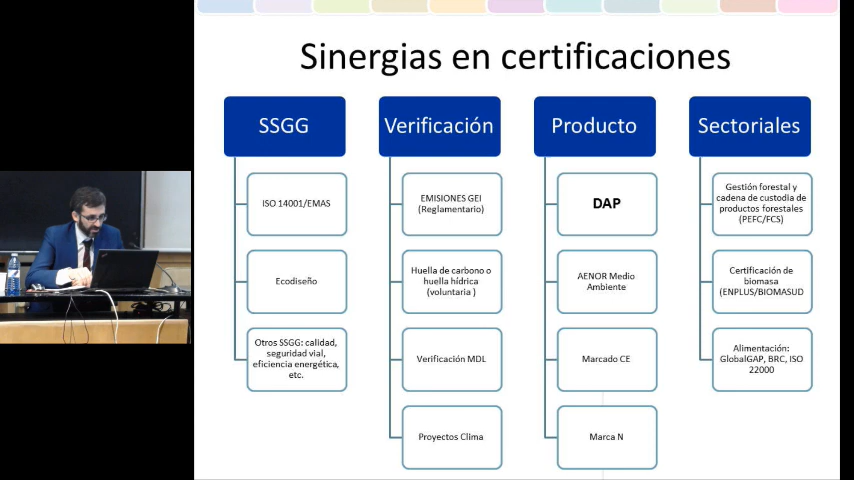 Sinergias en certificaciones
SSGG
ISO 14001/EMAS
Ecodiseño
Otros SSGG: calidad,
seguridad vial,
eficiencia energética,
etc.
Verificación
EMISIONES GEI
(Reglamentario)
Huella de carbono o
huella hídrica
(voluntaria )
Verificación MDL
Proyectos Clima
Producto
DAP
AENOR Medio
Ambiente
Marcado CE
Marca N
Sectoriales
Gestión forestal y
cadena de custodia de
productos forestales
(PEFC/FCS)
Certificación de
biomasa
(ENPLUS/BIOMASUD
Alimentación:
GlobalGAP, BRC, ISO
22000